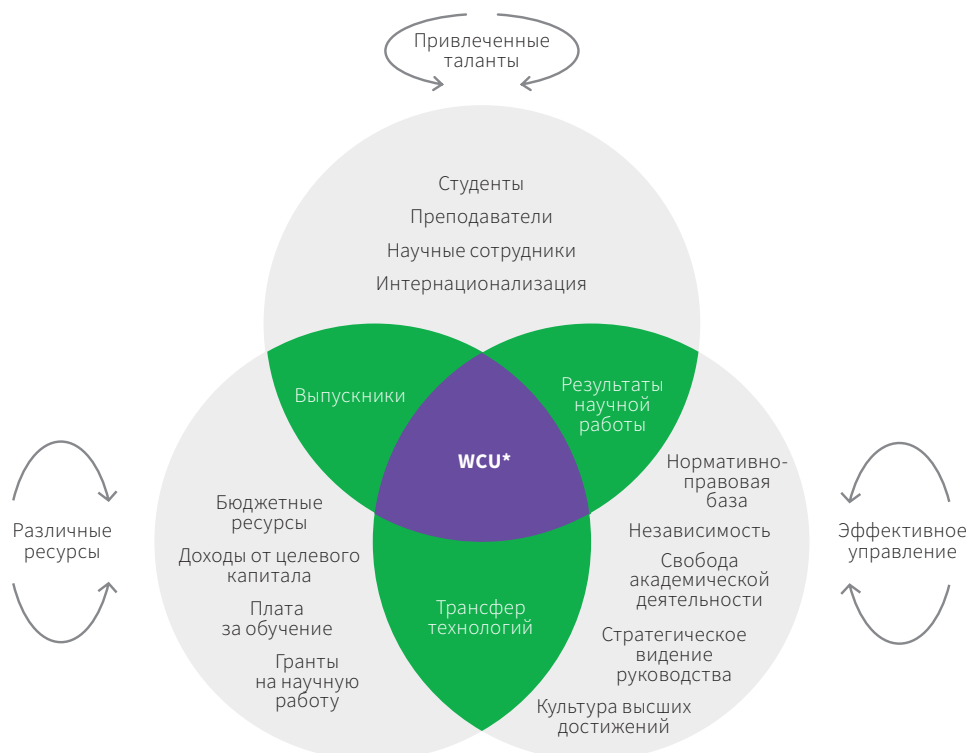 Привлеченные
таланты
Студенты
Преподаватели
Научные сотрудники
Интернационализация
Выпускники
Результаты
научной
работы
WCU*
Различные
ресурсы
Бюджетные
ресурсы
Доходы от целевого
капитала
Плата
за обучение
Гранты
на научную
работу
Трансфер
технологий
Нормативно-
правовая
база
Независимость
Свобода
академической
деятельности
Стратегическое
видение
руководства
Культура высших
достижений
Эффективное
управление